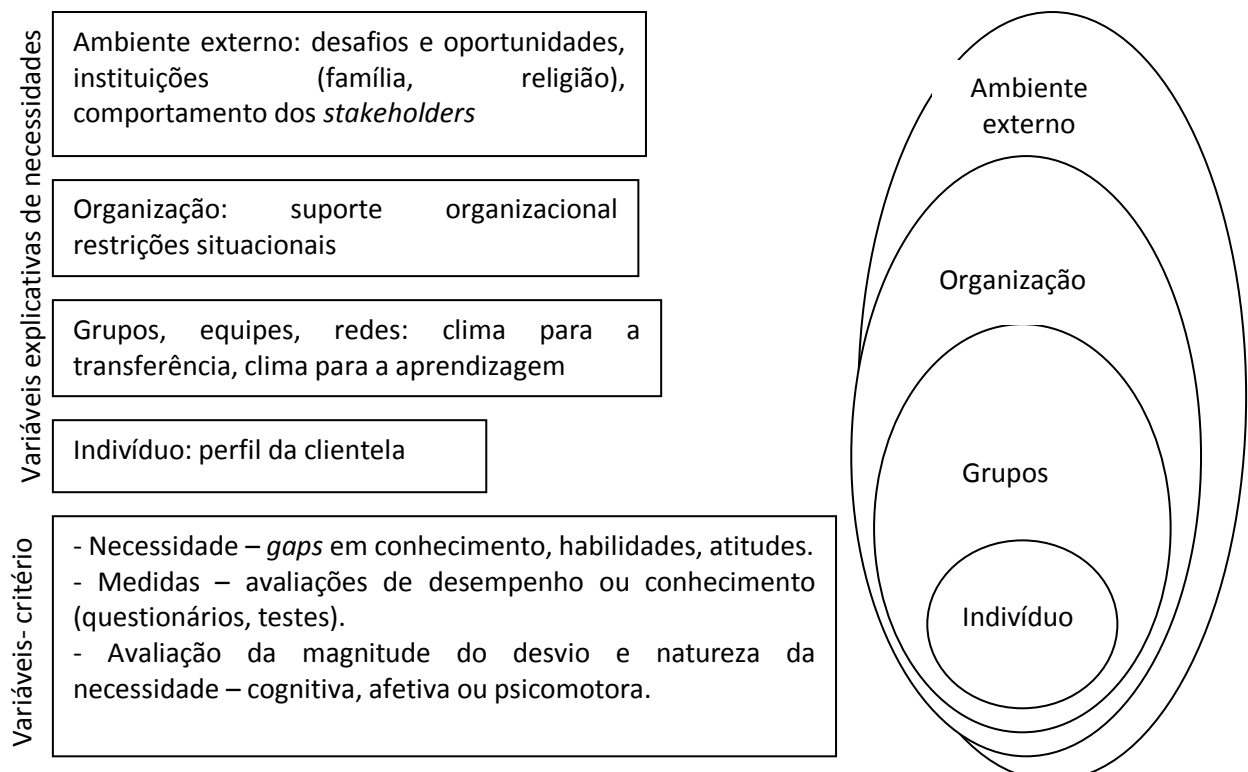 Variáveis explicativas de necessidades
Ambiente externo: desafios e oportunidades,
instituições (família, religião),
comportamento dos stakeholders
Organização: suporte organizacional
restrições situacionais
Grupos, equipes, redes: clima para a
transferência, clima para a aprendizagem
Indivíduo: perfil da clientela
Variáveis- critério
- Necessidade – gaps em conhecimento, habilidades, atitudes.
- Medidas – avaliações de desempenho ou conhecimento
(questionários, testes).
- Avaliação da magnitude do desvio e natureza da
necessidade – cognitiva, afetiva ou psicomotora.
Ambiente
externo
Organização
Grupos
Indivíduo